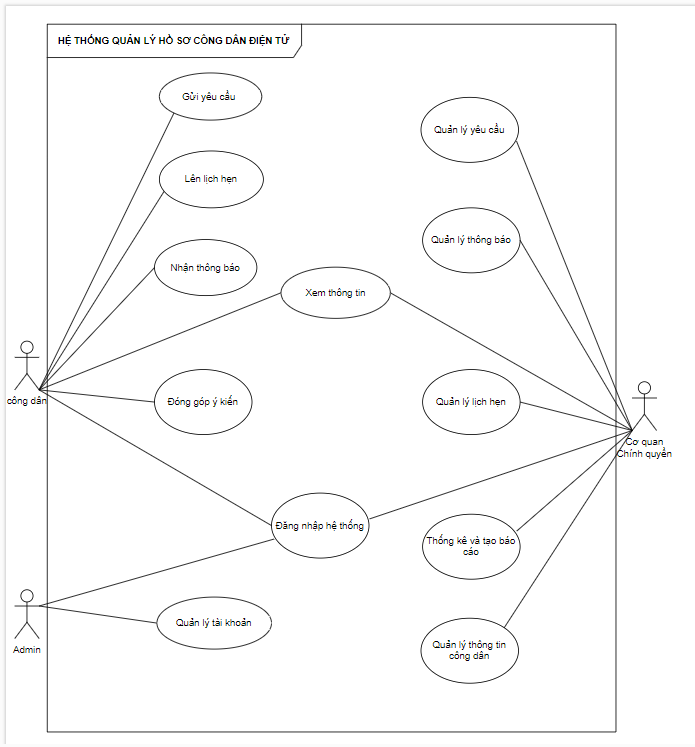 HỆ THỐNG QUẢN LÝ HỒ SƠ CÔNG DÂN ĐIỆN TỬ
Gửi yêu cầu
Quản lý yêu cầu
Lên lịch hẹn
Quản lý thông báo
Nhận thông báo
Xem thông tin
công dân
Đóng góp ý kiến
Quản lý lịch hẹn
Cơ quan
Chính quyền
Đăng nhập hệ thống
Thống kê và tạo báo
cáo
Quản lý tài khoản
Admin
Quản lý thông tin
công dân